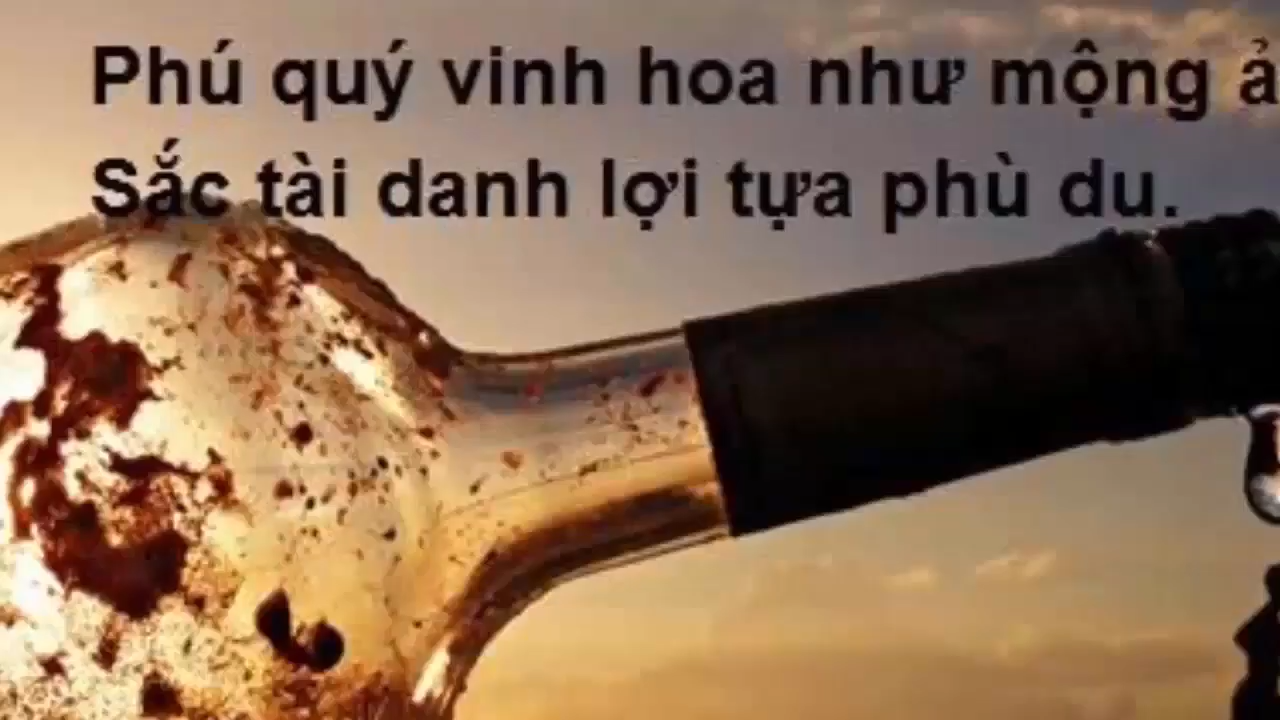 Phú quý vinh hoa như mộng ả
Sắc tài danh lợi tựa phù du.